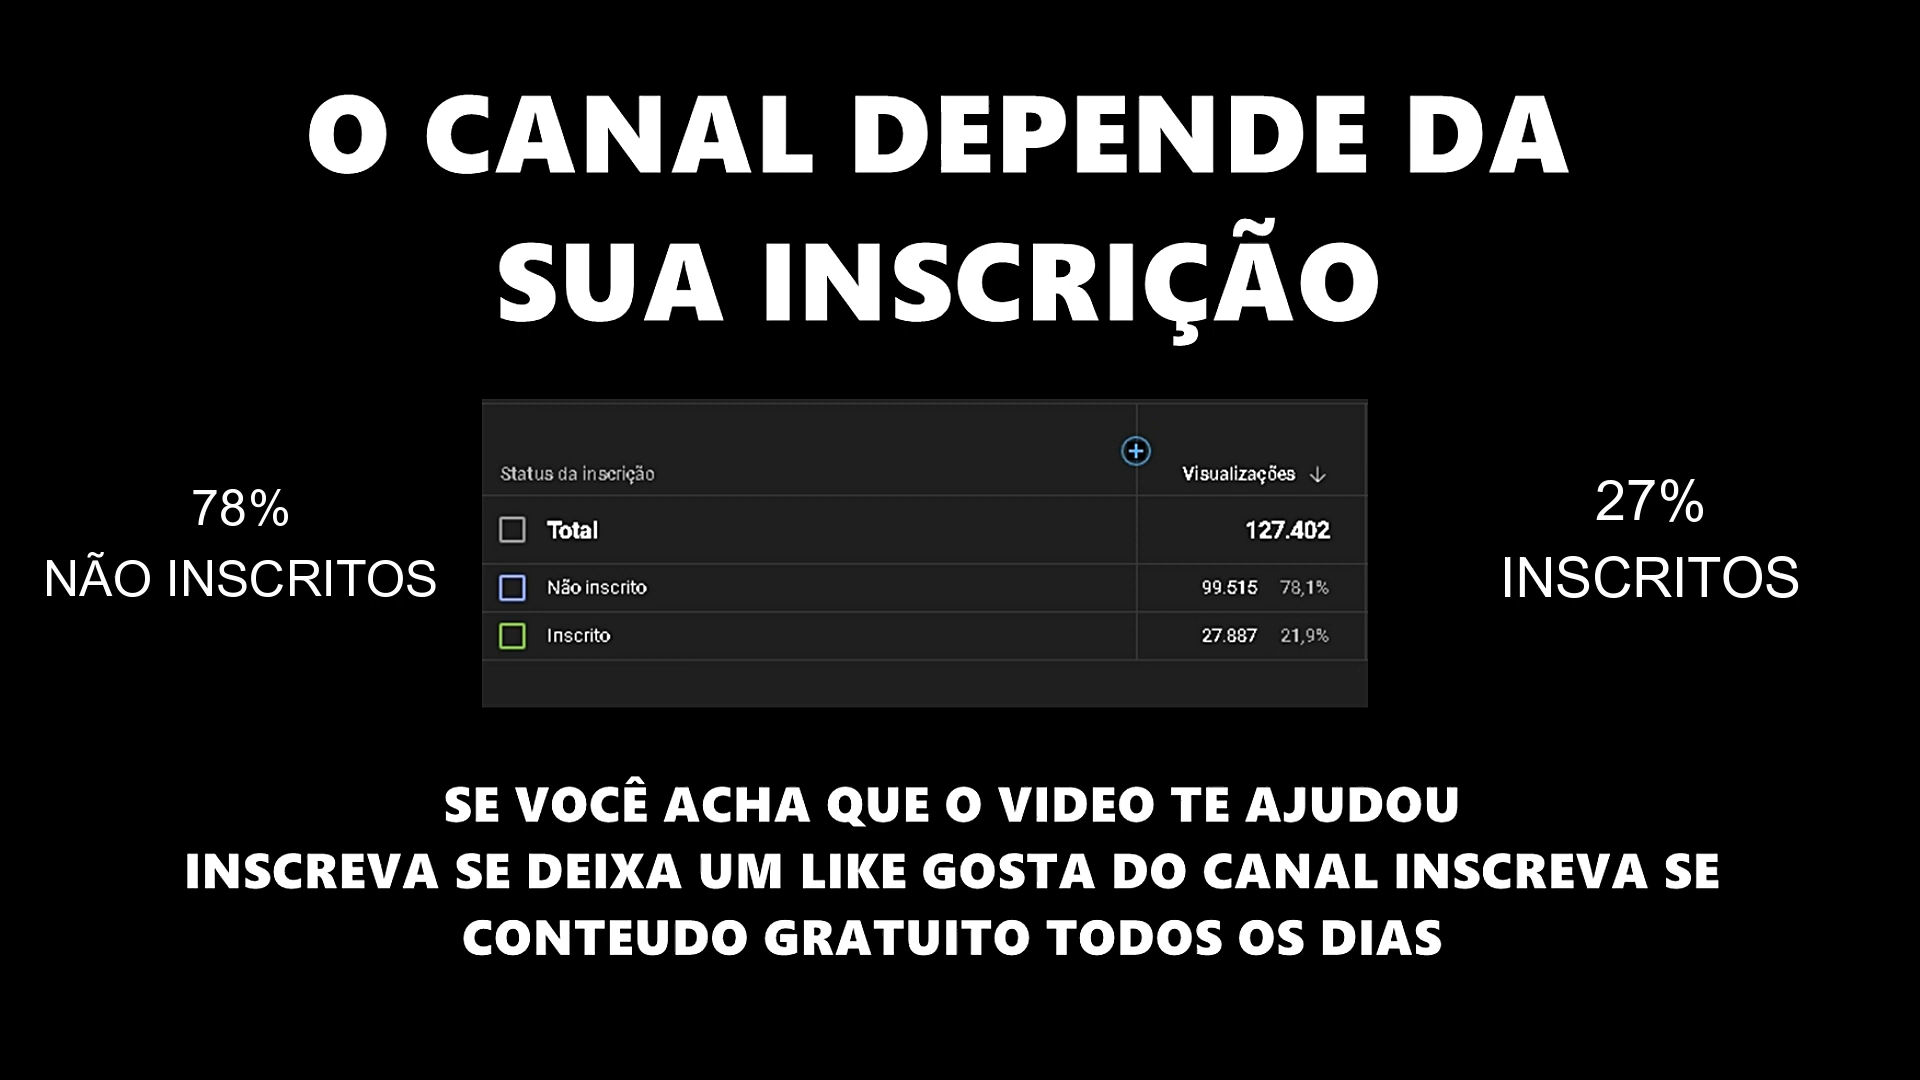 O CANAL DEPENDE DA
SUA INSCRIÇÃO
78%
NÃO INSCRITOS
Status da inscrição
Visualizações
Total
127.402
Não inscrito
99.515 78,1%
Inscrito
27.887 21,9%
27%
INSCRITOS
SE VOCÊ ACHA QUE O VIDEO TE AJUDOU
INSCREVA SE DEIXA UM LIKE GOSTA DO CANAL INSCREVA SE
CONTEUDO GRATUITO TODOS OS DIAS